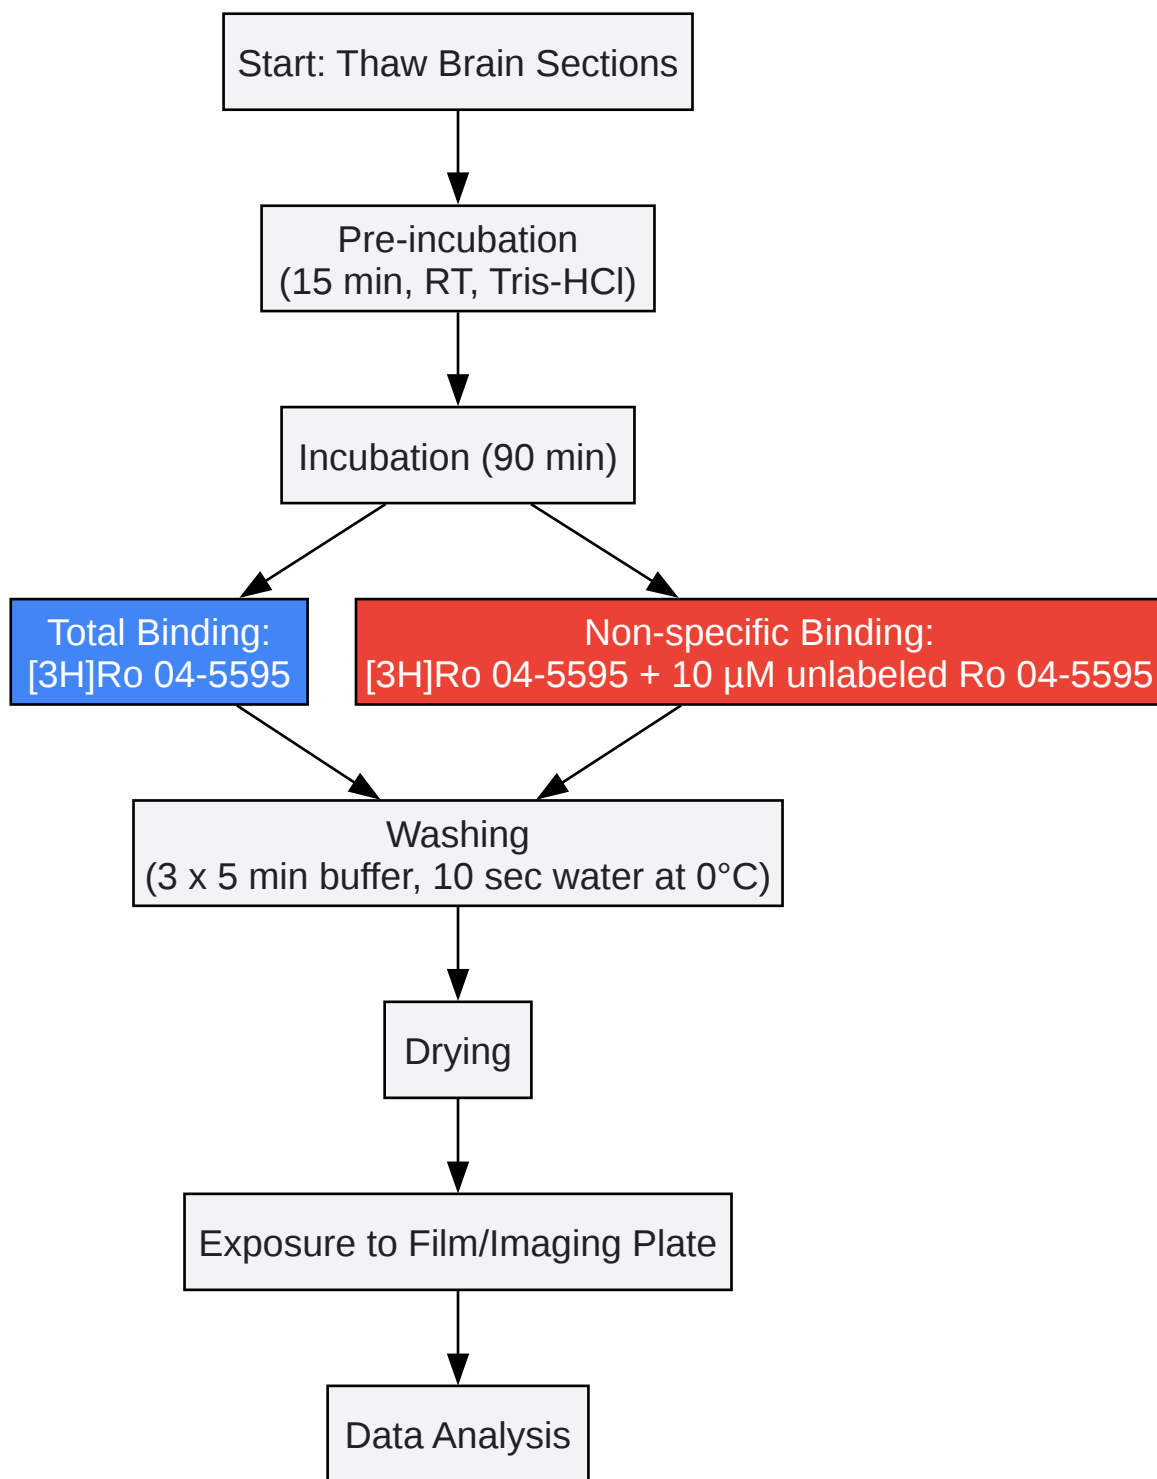 Start: Thaw Brain Sections
Pre-incubation
(15 min, RT, Tris-HCl)
Incubation (90 min)
Total Binding:
[3H]Ro 04-5595
Non-specific Binding:
[3H]Ro 04-5595 + 10 µM unlabeled Ro 04-5595
Washing
(3 x 5 min buffer, 10 sec water at 0°C)
Drying
Exposure to Film/Imaging Plate
Data Analysis